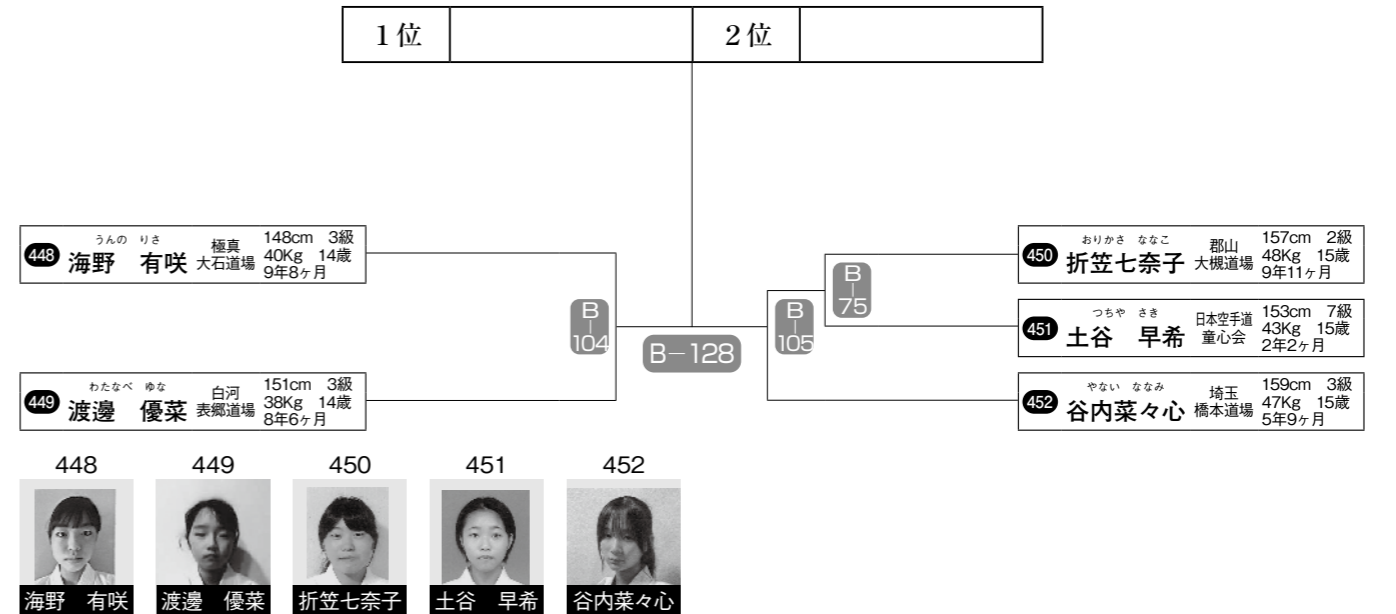 1位 2位
448
うんの りさ
海野 有咲
極真
大石道場
148cm 3級
40Kg 14歳
9年8ヶ月
449
わたなべ ゆな
渡邊 優菜
白河
表郷道場
151cm 3級
38Kg 14歳
8年6ヶ月
B-104
B-128
B-105
B-75
450
おりかさ ななこ
折笠七奈子
郡山
大槻道場
157cm 2級
48Kg 15歳
9年11ヶ月
451
つちや さき
土谷 早希
日本空手道
童心会
153cm 7級
43Kg 15歳
2年2ヶ月
452
やない ななみ
谷内菜々心
埼玉
橋本道場
159cm 3級
47Kg 15歳
5年9ヶ月
448 449 450 451 452
海野 有咲 渡邊 優菜 折笠七奈子 土谷 早希 谷内菜々心